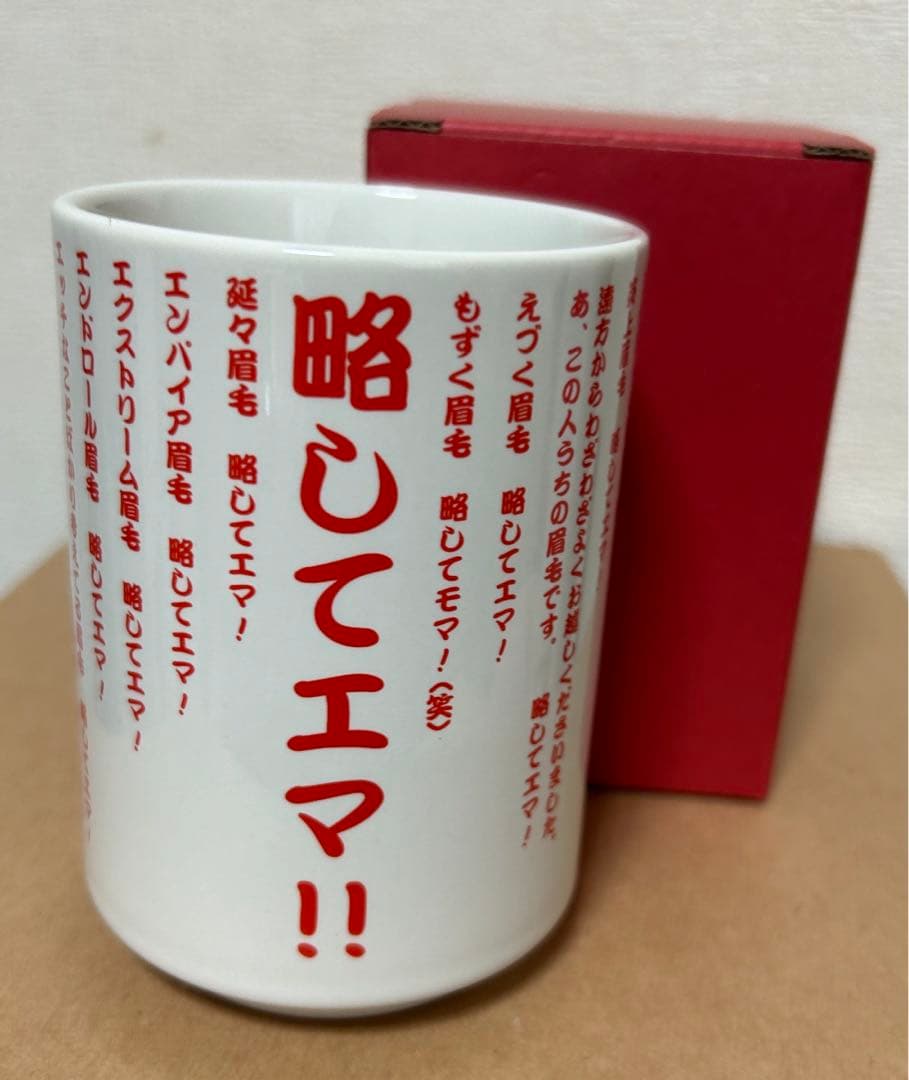 遠方からわざわざよくお越しくださいました、
あ、この人うちの眉毛です。 略してエマ!
えづく眉毛 略してエマ!
もずく眉毛 略してモマ!(笑)
略してエマ!!
延々眉毛 略してエマ!
エンパイア眉毛 略してエマ!
エクストリーム眉毛 略してエマ!
エンドロール眉毛 略してエマ!